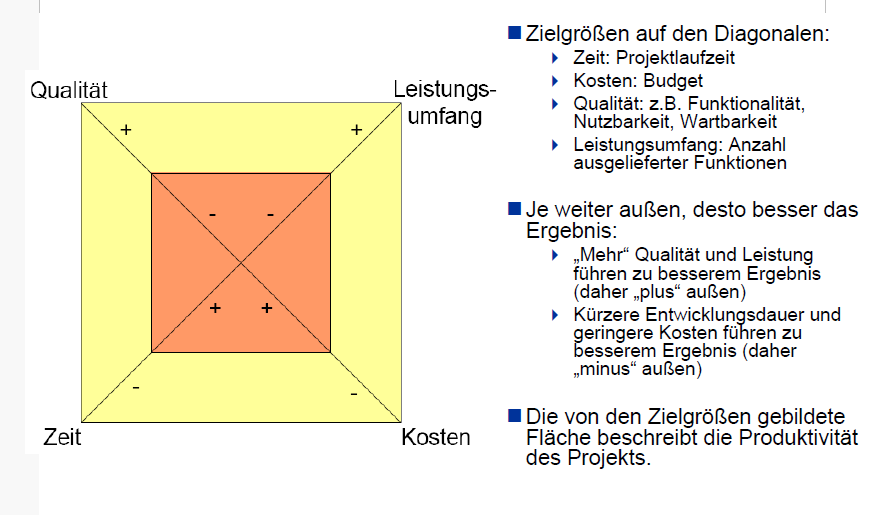 Qualität
Leistungs-
umfang
+ +
- -
+ +
- -
Zeit
Kosten
Zielgrößen auf den Diagonalen:
Zeit: Projektlaufzeit
Kosten: Budget
Qualität: z.B. Funktionalität,
Nutzbarkeit, Wartbarkeit
Leistungsumfang: Anzahl
ausgelieferter Funktionen
Je weiter außen, desto besser das
Ergebnis:
„Mehr“ Qualität und Leistung
führen zu besserem Ergebnis
(daher „plus“ außen)
Kürzere Entwicklungsdauer und
geringere Kosten führen zu
besserem Ergebnis (daher
„minus“ außen)
Die von den Zielgrößen gebildete
Fläche beschreibt die Produktivität
des Projekts.